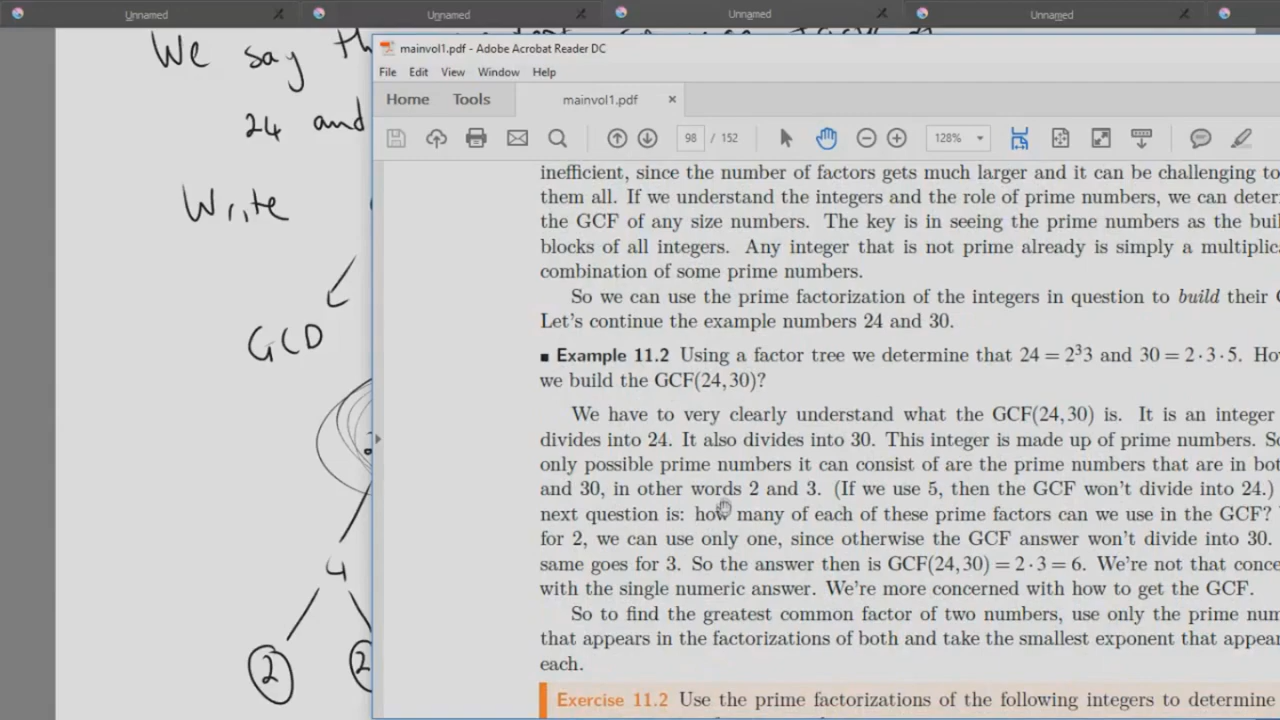 Unnamed Unnamed Unnamed Unnamed
We say th
24 and
Write
GCD
4
2 2
mainvol1.pdf - Adobe Acrobat Reader DC
File Edit View Window Help
Home Tools mainvol1.pdf ×
98 / 152 128%
inefficient, since the number of factors gets much larger and it can be challenging to
them all. If we understand the integers and the role of prime numbers, we can deter
the GCF of any size numbers. The key is in seeing the prime numbers as the bui
blocks of all integers. Any integer that is not prime already is simply a multiplica
combination of some prime numbers.
So we can use the prime factorization of the integers in question to build their G
Let's continue the example numbers 24 and 30.
■ Example 11.2 Using a factor tree we determine that 24 = 2³3 and 30 = 2 · 3 · 5. Ho
we build the GCF(24, 30)?
We have to very clearly understand what the GCF(24, 30) is. It is an integer
divides into 24. It also divides into 30. This integer is made up of prime numbers. So
only possible prime numbers it can consist of are the prime numbers that are in bot
and 30, in other words 2 and 3. (If we use 5, then the GCF won't divide into 24.)
next question is: how many of each of these prime factors can we use in the GCF?
for 2, we can use only one, since otherwise the GCF answer won't divide into 30.
same goes for 3. So the answer then is GCF(24, 30) = 2 · 3 = 6. We're not that conce
with the single numeric answer. We're more concerned with how to get the GCF.
So to find the greatest common factor of two numbers, use only the prime num
that appears in the factorizations of both and take the smallest exponent that appear
each.
Exercise 11.2 Use the prime factorizations of the following integers to determine